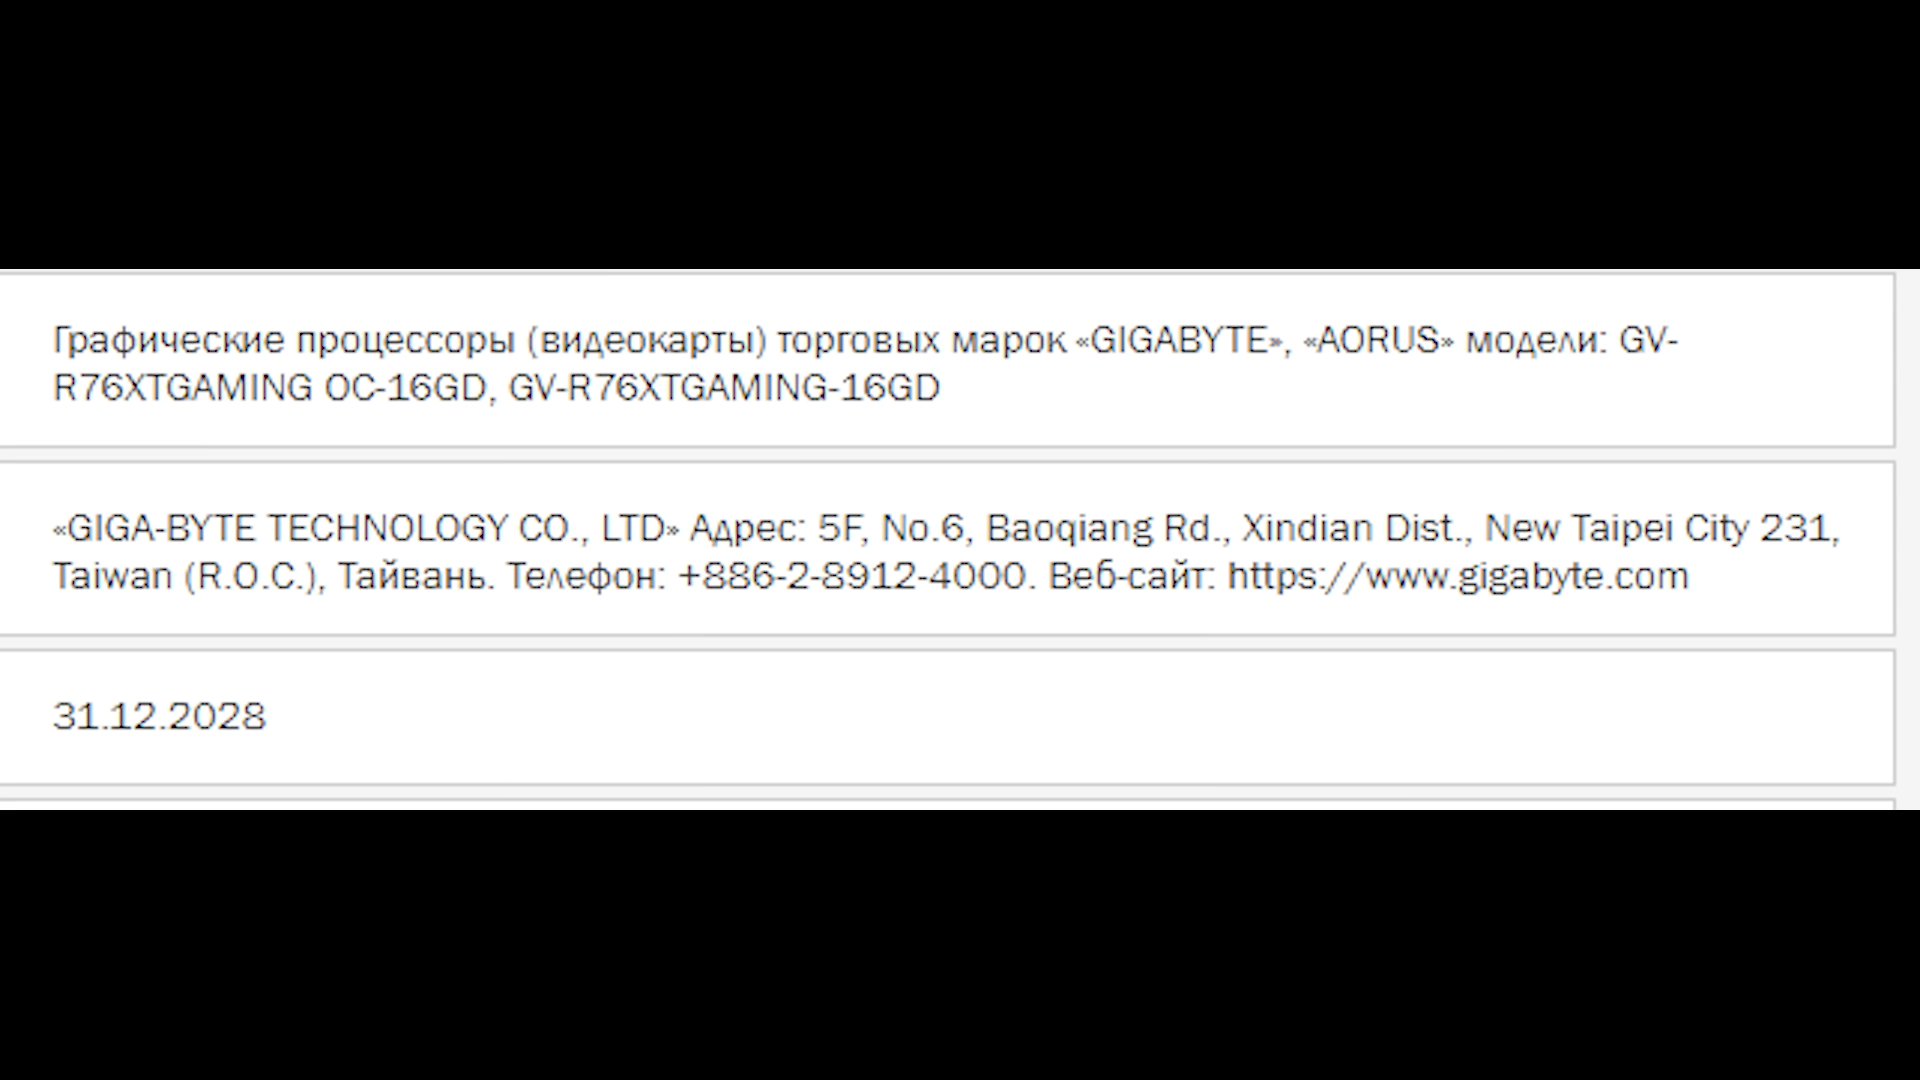 Графические процессоры (видеокарты) торговых марок «GIGABYTE», «AORUS» модели: GV-
R76XTGAMING OC-16GD, GV-R76XTGAMING-16GD
«GIGA-BYTE TECHNOLOGY CO., LTD» Адрес: 5F, No.6, Baoqiang Rd., Xindian Dist., New Taipei City 231,
Taiwan (R.O.C.), Тайвань. Телефон: +886-2-8912-4000. Веб-сайт: https://www.gigabyte.com
31.12.2028